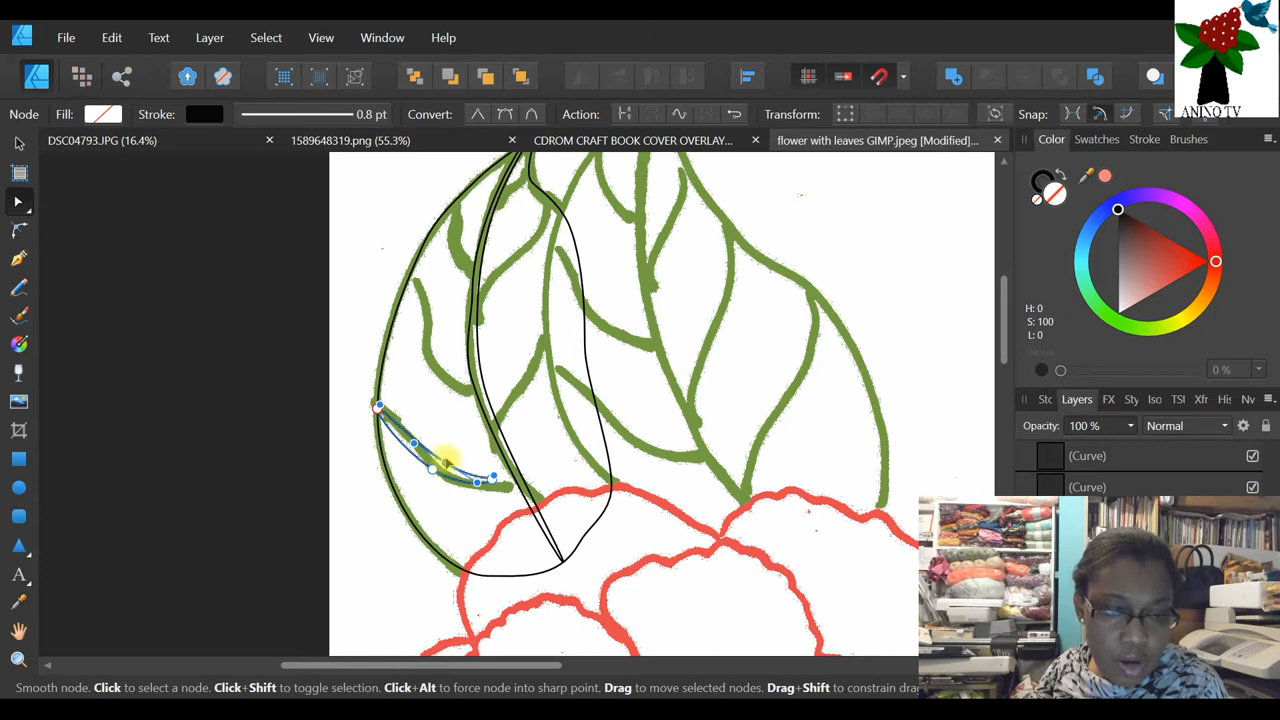 File Edit Text Layer Select View Window Help
ANINO TV
Node Fill: Stroke: 0.8 pt Convert: Action: Transform: Snap:
DSC04793.JPG (16.4%) 1589648319.png (55.3%) CDROM CRAFT BOOK COVER OVERLAY... flower with leaves GIMP.jpeg [Modified]...
Color Swatches Stroke Brushes
H: 0
S: 100
L: 0
None
0 %
Stc Layers FX Sty Iso TSI Xfr His Nv
Opacity: 100 % Normal
(Curve)
(Curve)
A
Smooth node. Click to select a node. Click+Shift to toggle selection. Click+Alt to force node into sharp point. Drag to move selected nodes. Drag+Shift to constrain drag